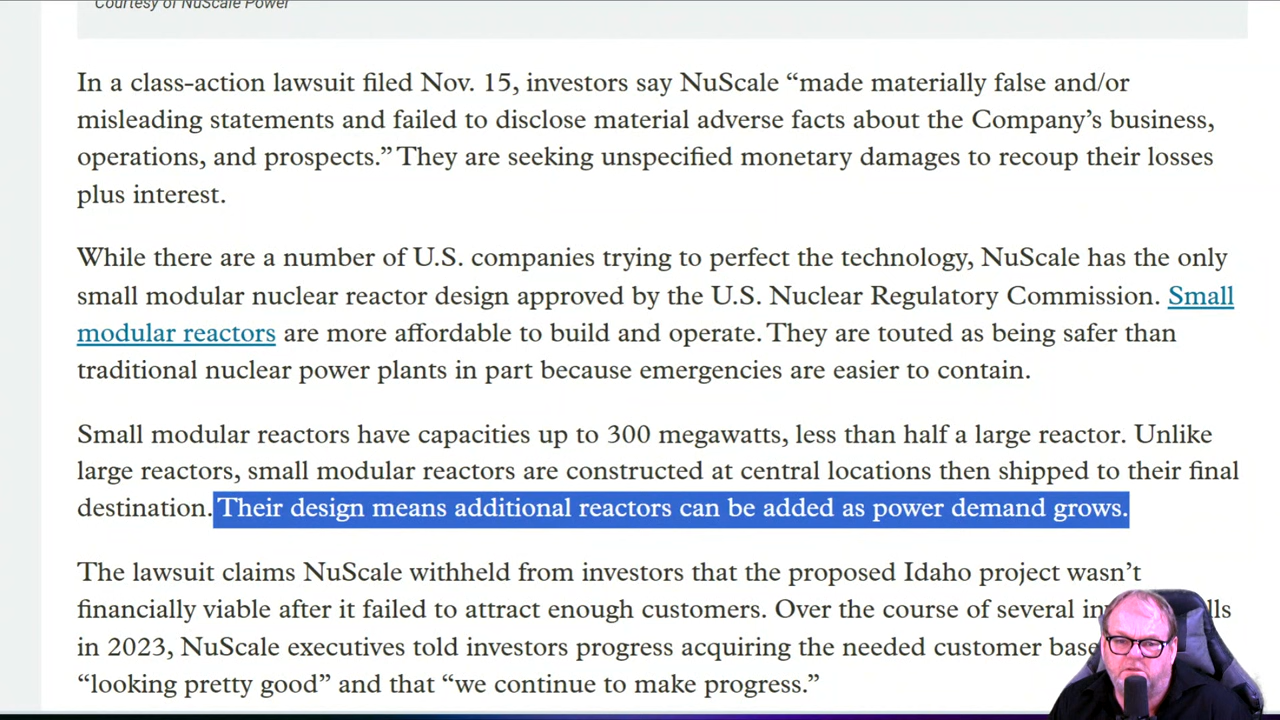 Courtesy of NuScale Power
In a class-action lawsuit filed Nov. 15, investors say NuScale “made materially false and/or
misleading statements and failed to disclose material adverse facts about the Company’s business,
operations, and prospects.” They are seeking unspecified monetary damages to recoup their losses
plus interest.
While there are a number of U.S. companies trying to perfect the technology, NuScale has the only
small modular nuclear reactor design approved by the U.S. Nuclear Regulatory Commission. Small
modular reactors are more affordable to build and operate. They are touted as being safer than
traditional nuclear power plants in part because emergencies are easier to contain.
Small modular reactors have capacities up to 300 megawatts, less than half a large reactor. Unlike
large reactors, small modular reactors are constructed at central locations then shipped to their final
destination. Their design means additional reactors can be added as power demand grows.
The lawsuit claims NuScale withheld from investors that the proposed Idaho project wasn’t
financially viable after it failed to attract enough customers. Over the course of several
in 2023, NuScale executives told investors progress acquiring the needed customer base
“looking pretty good” and that “we continue to make progress.”